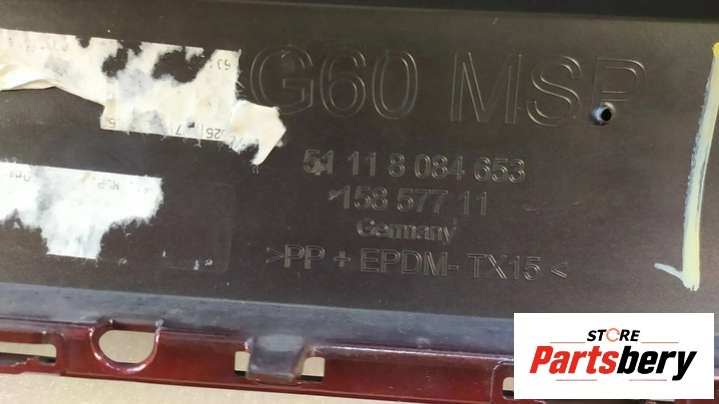 G60 MSP
51 11 8 084 653
158 577 11
Germany
>PP + EPDM- TX15<
STORE
Partsbery